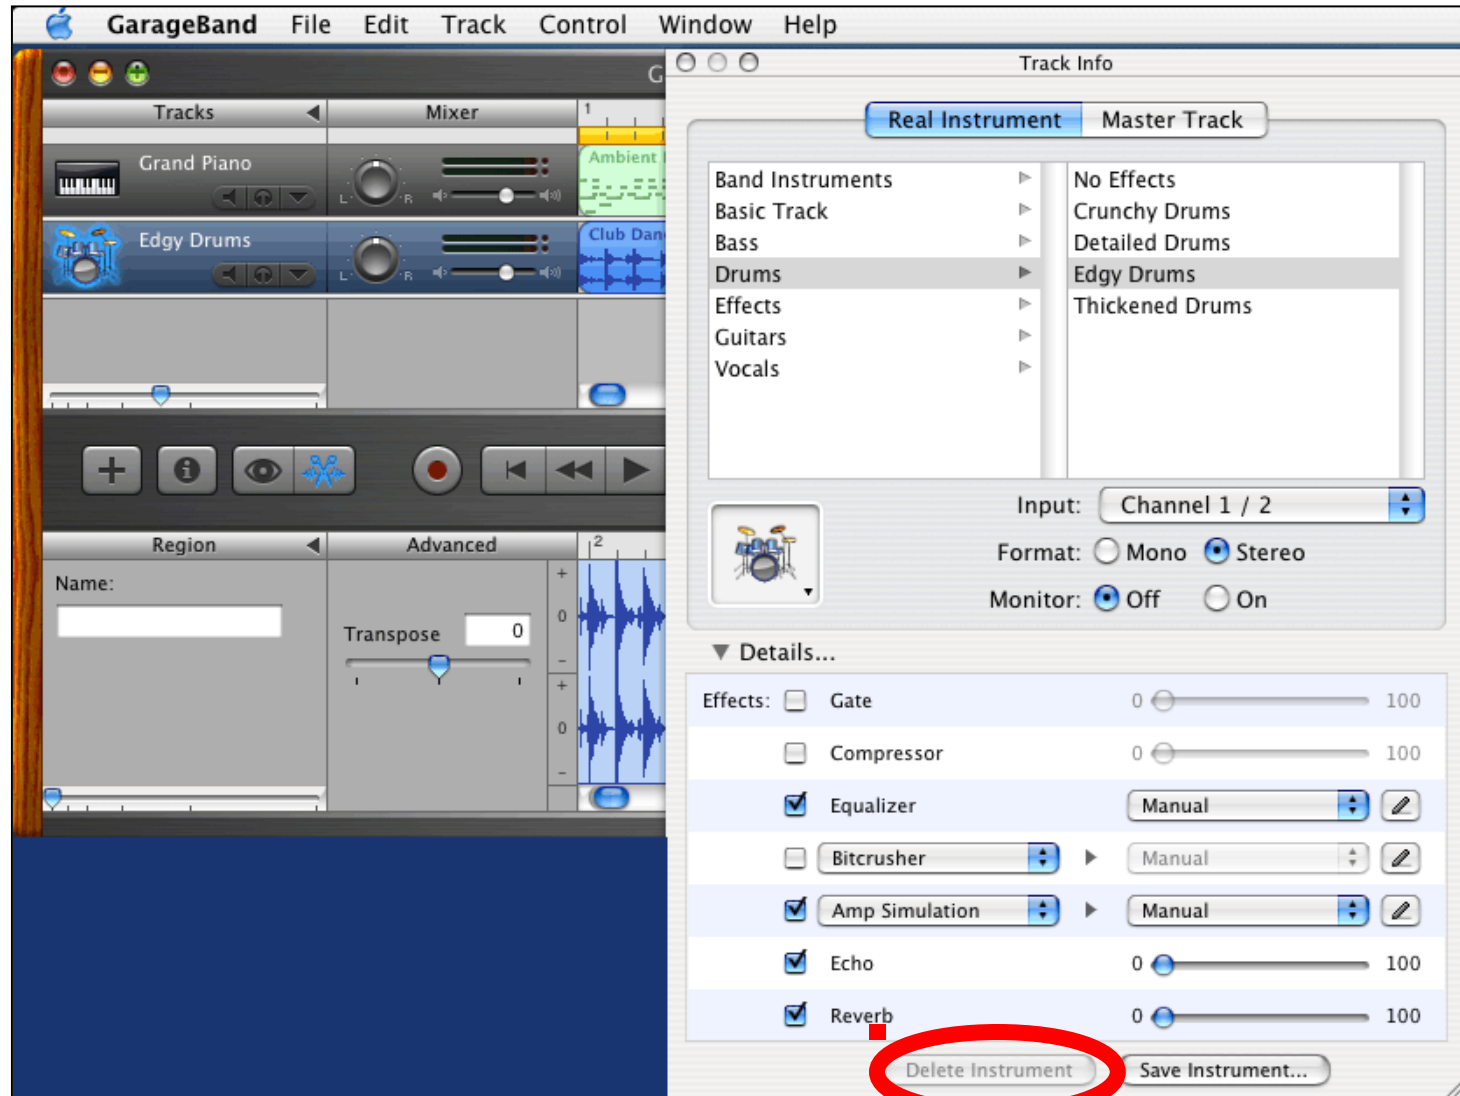 GarageBand File Edit Track Control Window Help
G
Track Info
Tracks Mixer 1
Real Instrument Master Track
Grand Piano
L R
Ambient
Edgy Drums
L R
Club Dan
Band Instruments
Basic Track
Bass
Drums
Effects
Guitars
Vocals
No Effects
Crunchy Drums
Detailed Drums
Edgy Drums
Thickened Drums
Input: Channel 1 / 2
Format: Mono Stereo
Monitor: Off On
Region Advanced 2
Name:
Transpose 0
+
0
-
+
0
-
Details...
Effects: Gate 0 100
Compressor 0 100
Equalizer Manual
Bitcrusher Manual
Amp Simulation Manual
Echo 0 100
Reverb 0 100
Delete Instrument Save Instrument...